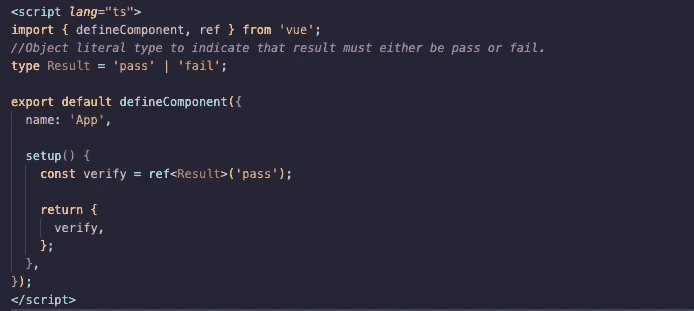 <script lang="ts">
import { defineComponent, ref } from 'vue';
//Object literal type to indicate that result must either be pass or fail.
type Result = 'pass' | 'fail';
export default defineComponent({
name: 'App',
setup() {
const verify = ref<Result>('pass');
return {
verify,
};
},
});
</script>